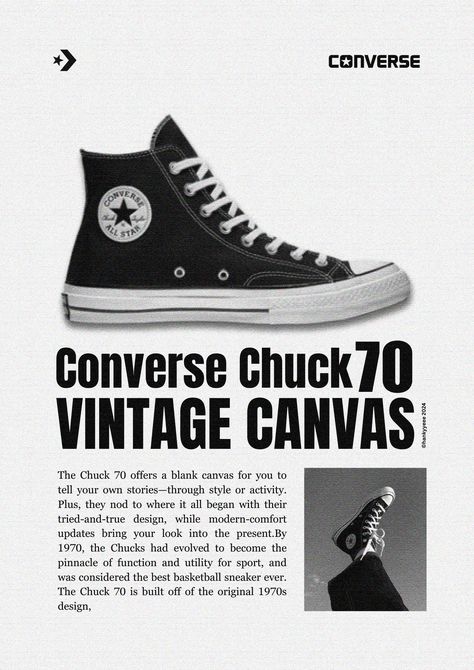 CONVERSE
CONVERSE
ALL STAR
Converse Chuck 70
VINTAGE CANVAS
©hankyyeee 2024
The Chuck 70 offers a blank canvas for you to
tell your own stories—through style or activity.
Plus, they nod to where it all began with their
tried-and-true design, while modern-comfort
updates bring your look into the present.By
1970, the Chucks had evolved to become the
pinnacle of function and utility for sport, and
was considered the best basketball sneaker ever.
The Chuck 70 is built off of the original 1970s
design,